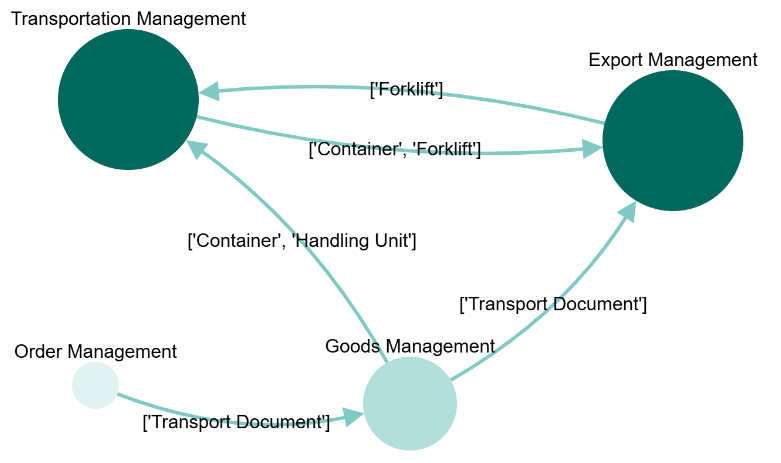 Transportation Management
Export Management
['Forklift']
['Container', 'Forklift']
['Container', 'Handling Unit']
['Transport Document']
Order Management
Goods Management
['Transport Document']